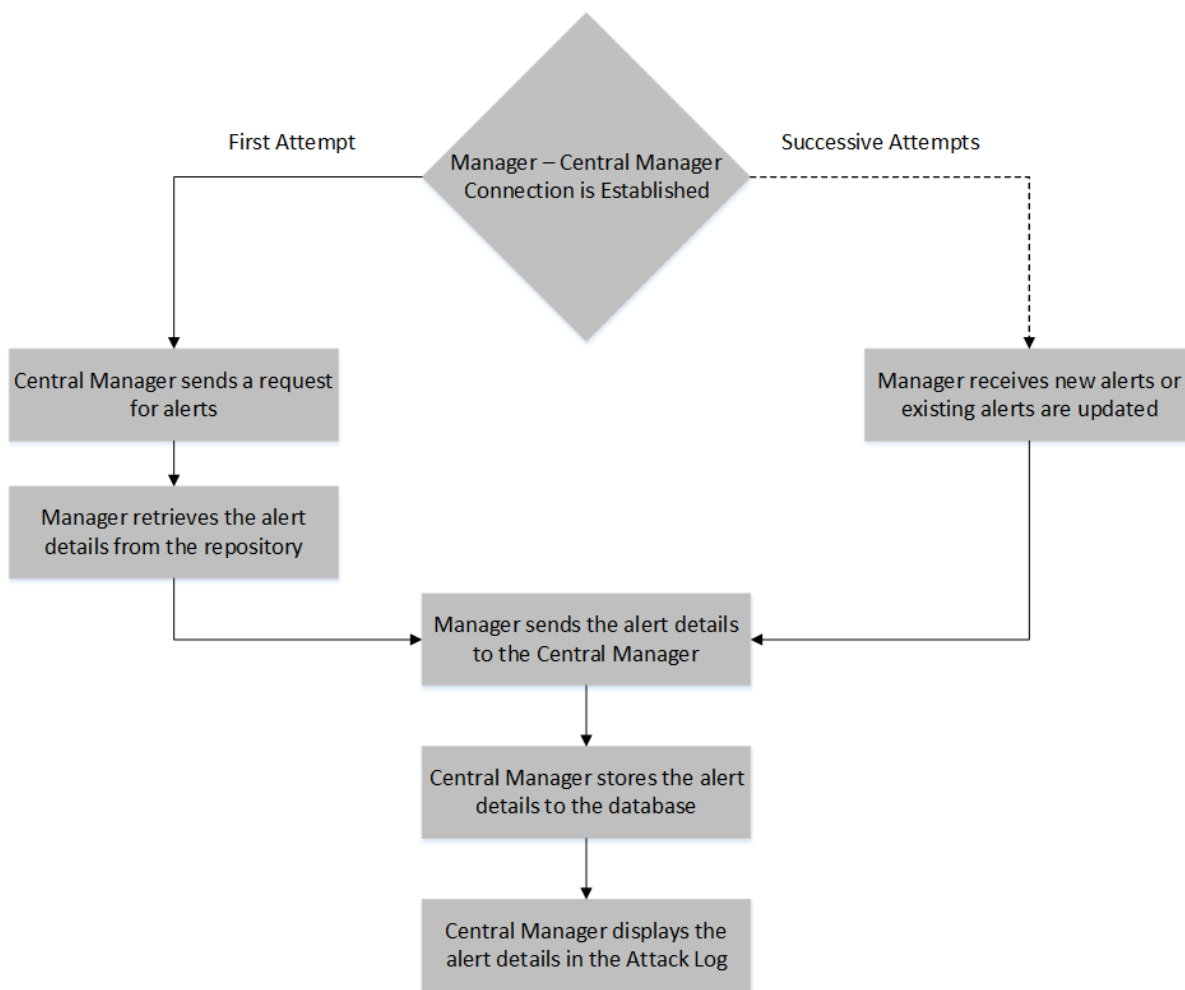 First Attempt
Successive Attempts
Manager – Central Manager
Connection is Established
Central Manager sends a request
for alerts
Manager receives new alerts or
existing alerts are updated
Manager retrieves the alert
details from the repository
Manager sends the alert details
to the Central Manager
Central Manager stores the alert
details to the database
Central Manager displays the
alert details in the Attack Log